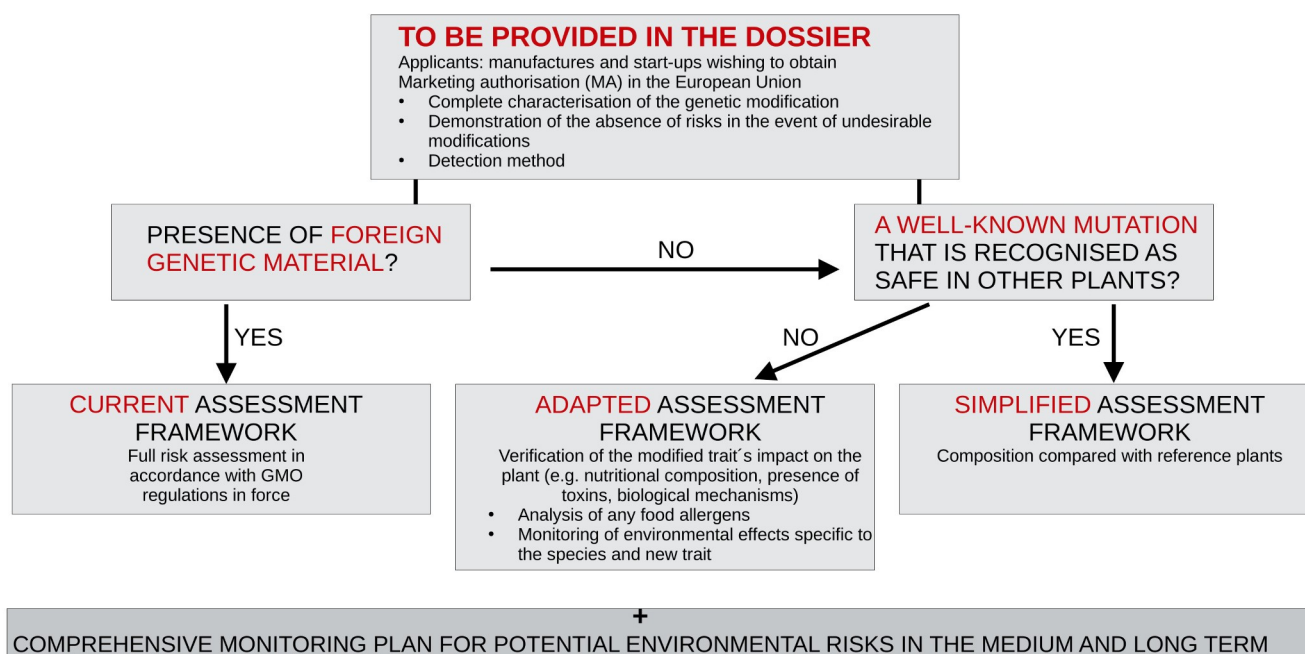 TO BE PROVIDED IN THE DOSSIER
Applicants: manufactures and start-ups wishing to obtain
Marketing authorisation (MA) in the European Union
• Complete characterisation of the genetic modification
• Demonstration of the absence of risks in the event of undesirable
modifications
• Detection method
PRESENCE OF FOREIGN
GENETIC MATERIAL?
NO
A WELL-KNOWN MUTATION
THAT IS RECOGNISED AS
SAFE IN OTHER PLANTS?
YES
NO
YES
CURRENT ASSESSMENT
FRAMEWORK
Full risk assessment in
accordance with GMO
regulations in force
ADAPTED ASSESSMENT
FRAMEWORK
Verification of the modified trait´s impact on the
plant (e.g. nutritional composition, presence of
toxins, biological mechanisms)
• Analysis of any food allergens
• Monitoring of environmental effects specific to
the species and new trait
SIMPLIFIED ASSESSMENT
FRAMEWORK
Composition compared with reference plants
+
COMPREHENSIVE MONITORING PLAN FOR POTENTIAL ENVIRONMENTAL RISKS IN THE MEDIUM AND LONG TERM